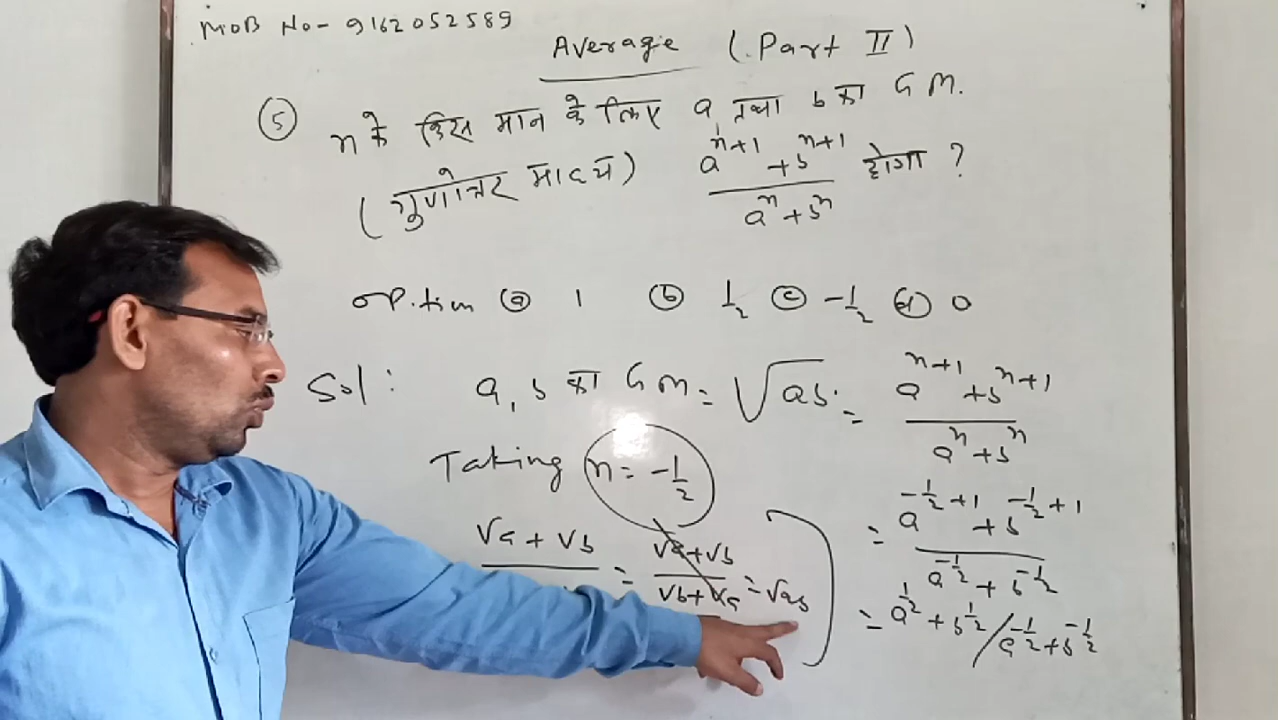 MOB No - 9162052589
Average (Part II)
⑤ n के किस मान के लिए a, तथा b का G M.
(गुणोत्तर माध्य) a^{n+1} + b^{n+1} / a^n + b^n होगा ?
option ⓐ 1 ⓑ 1/2 ⓒ -1/2 ⓓ 0
Sol : a, b का G M = √ab = a^{n+1} + b^{n+1} / a^n + b^n
Taking n = -1/2
= a^{-1/2+1} + b^{-1/2+1} / a^{-1/2} + b^{-1/2}
= a^{1/2} + b^{1/2} / a^{-1/2} + b^{-1/2}
√a + √b
= √a+√b / √b+√a = √ab